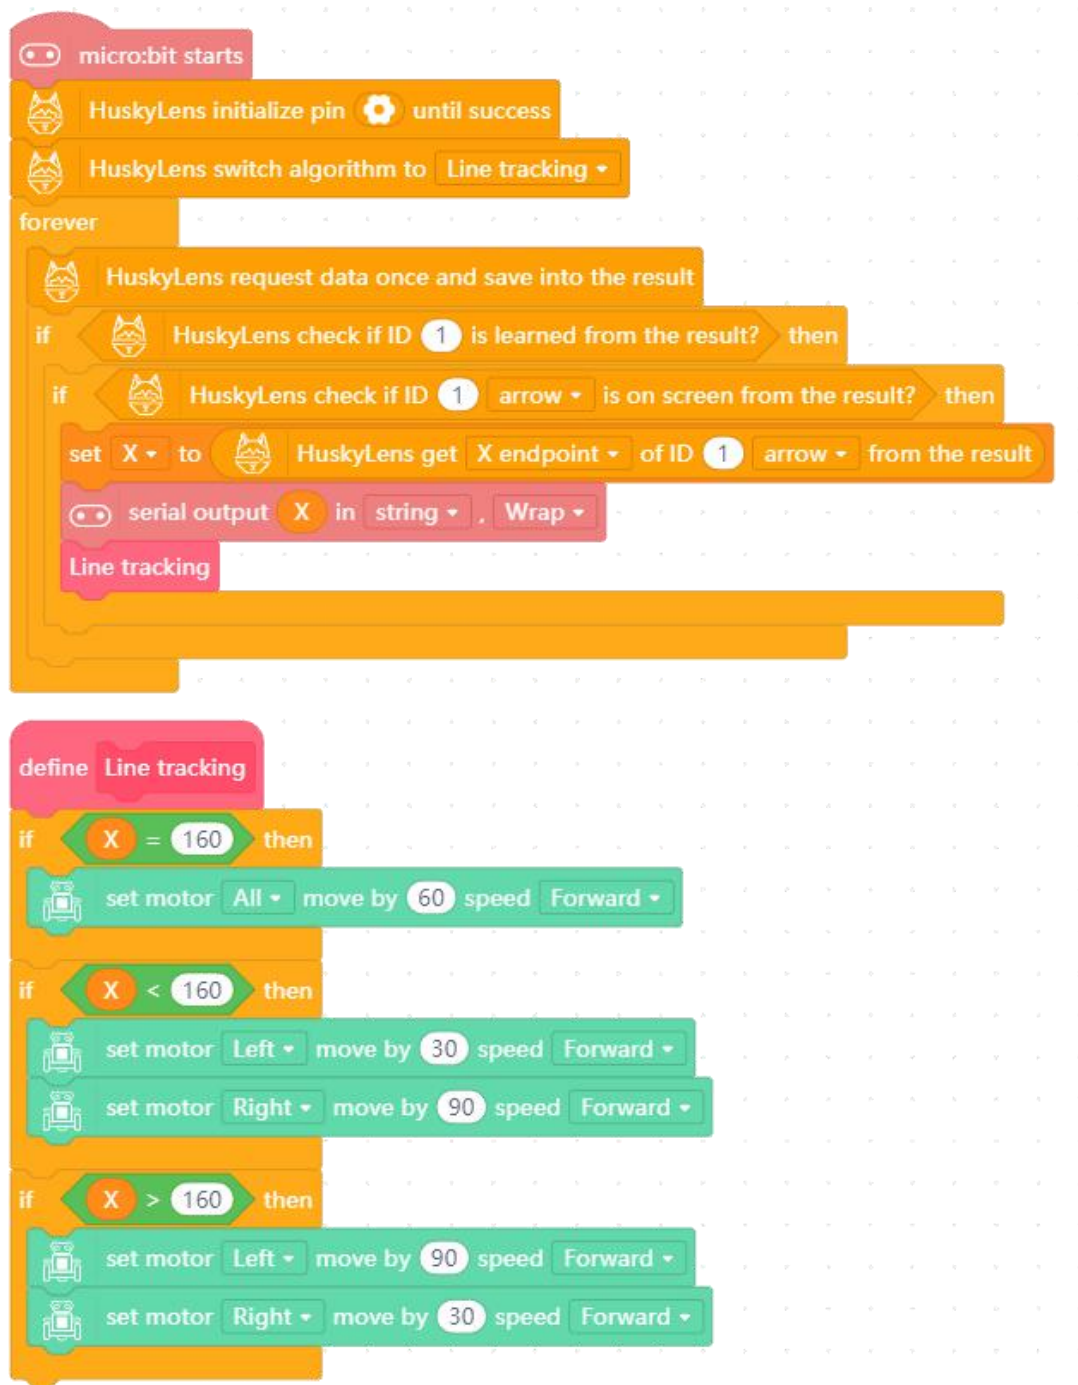 micro:bit starts
HuskyLens initialize pin until success
HuskyLens switch algorithm to Line tracking
forever
HuskyLens request data once and save into the result
if HuskyLens check if ID 1 is learned from the result? then
if HuskyLens check if ID 1 arrow is on screen from the result? then
set X to HuskyLens get X endpoint of ID 1 arrow from the result
serial output X in string , Wrap
Line tracking
define Line tracking
if X = 160 then
set motor All move by 60 speed Forward
if X < 160 then
set motor Left move by 30 speed Forward
set motor Right move by 90 speed Forward
if X > 160 then
set motor Left move by 90 speed Forward
set motor Right move by 30 speed Forward